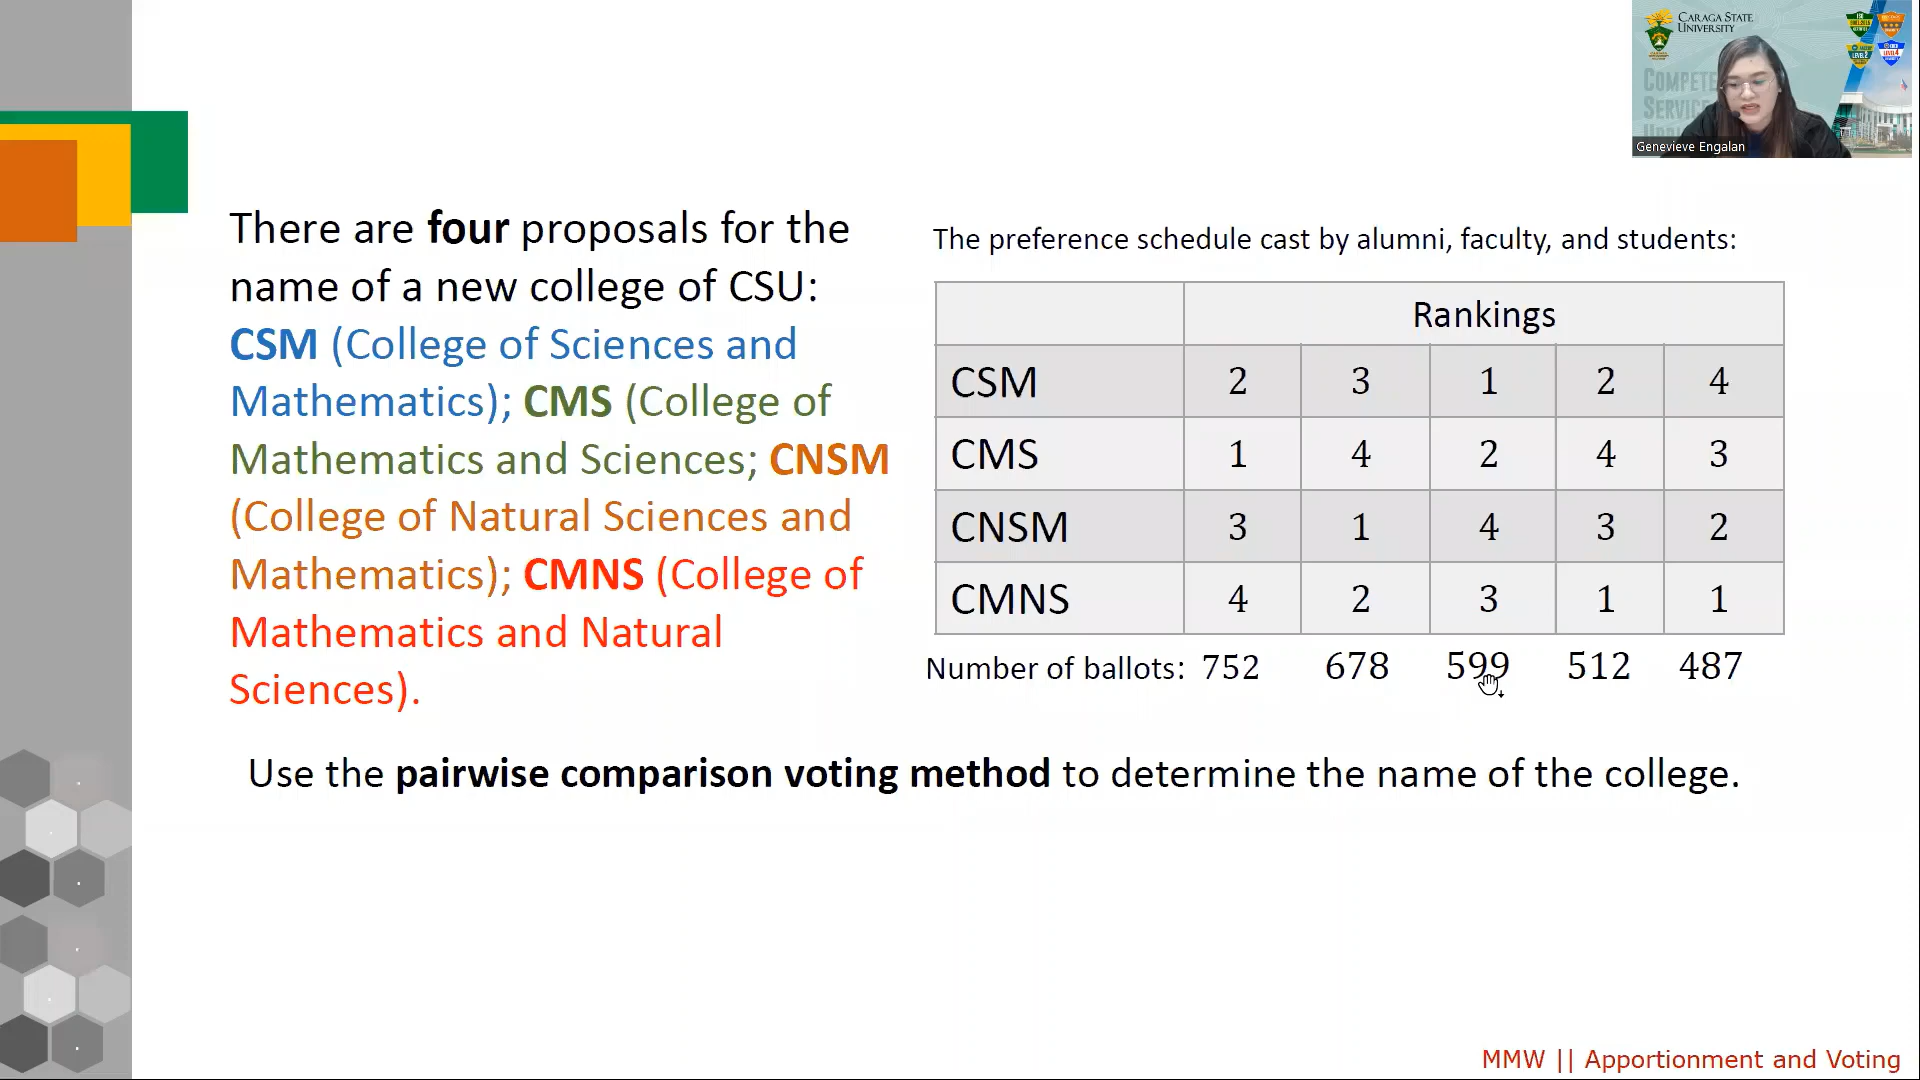 CARAGA STATE
UNIVERSITY
COMPETE
SERVICE
Genevieve Engalan
There are four proposals for the
name of a new college of CSU:
CSM (College of Sciences and
Mathematics); CMS (College of
Mathematics and Sciences; CNSM
(College of Natural Sciences and
Mathematics); CMNS (College of
Mathematics and Natural
Sciences).
The preference schedule cast by alumni, faculty, and students:
Rankings
CSM 2 3 1 2 4
CMS 1 4 2 4 3
CNSM 3 1 4 3 2
CMNS 4 2 3 1 1
Number of ballots: 752 678 599 512 487
Use the pairwise comparison voting method to determine the name of the college.
MMW || Apportionment and Voting